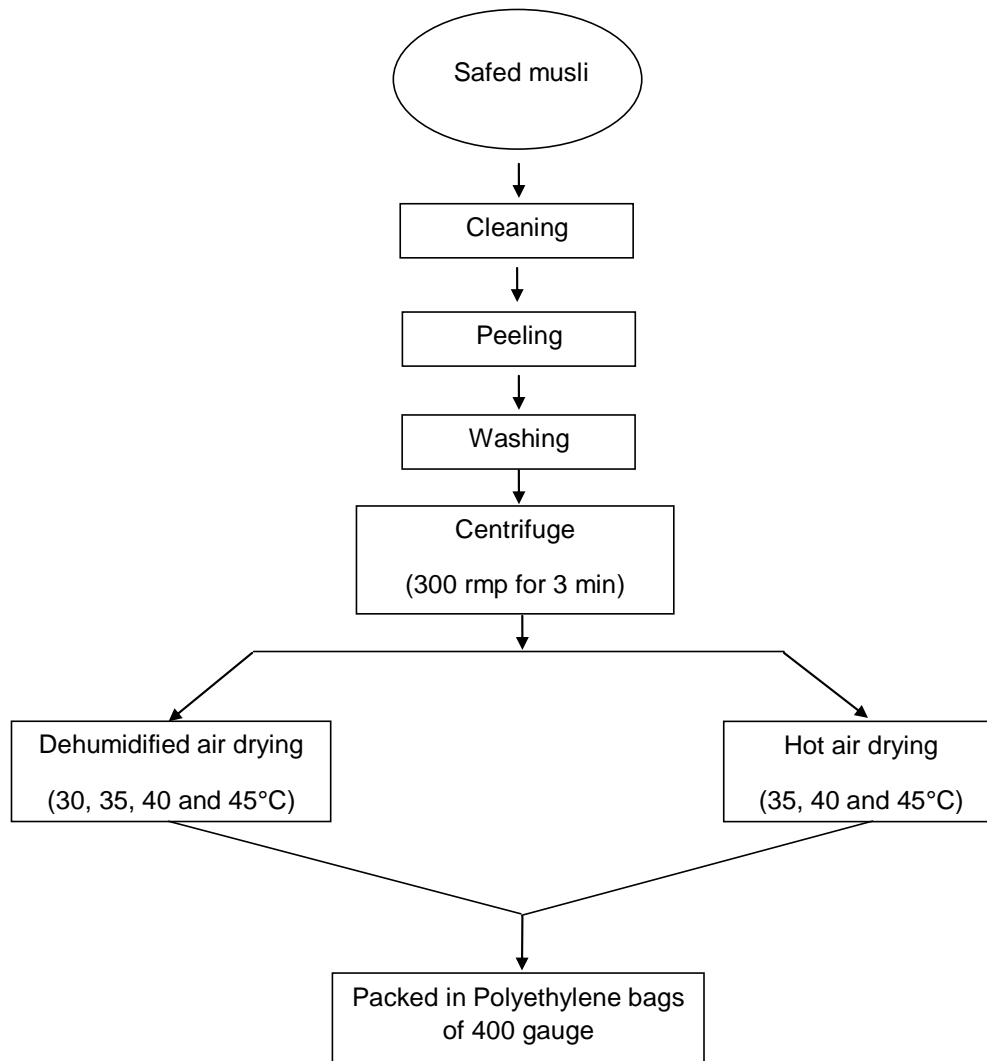 Safed musli
Cleaning
Peeling
Washing
Centrifuge
(300 rmp for 3 min)
Dehumidified air drying
(30, 35, 40 and 45°C)
Hot air drying
(35, 40 and 45°C)
Packed in Polyethylene bags
of 400 gauge